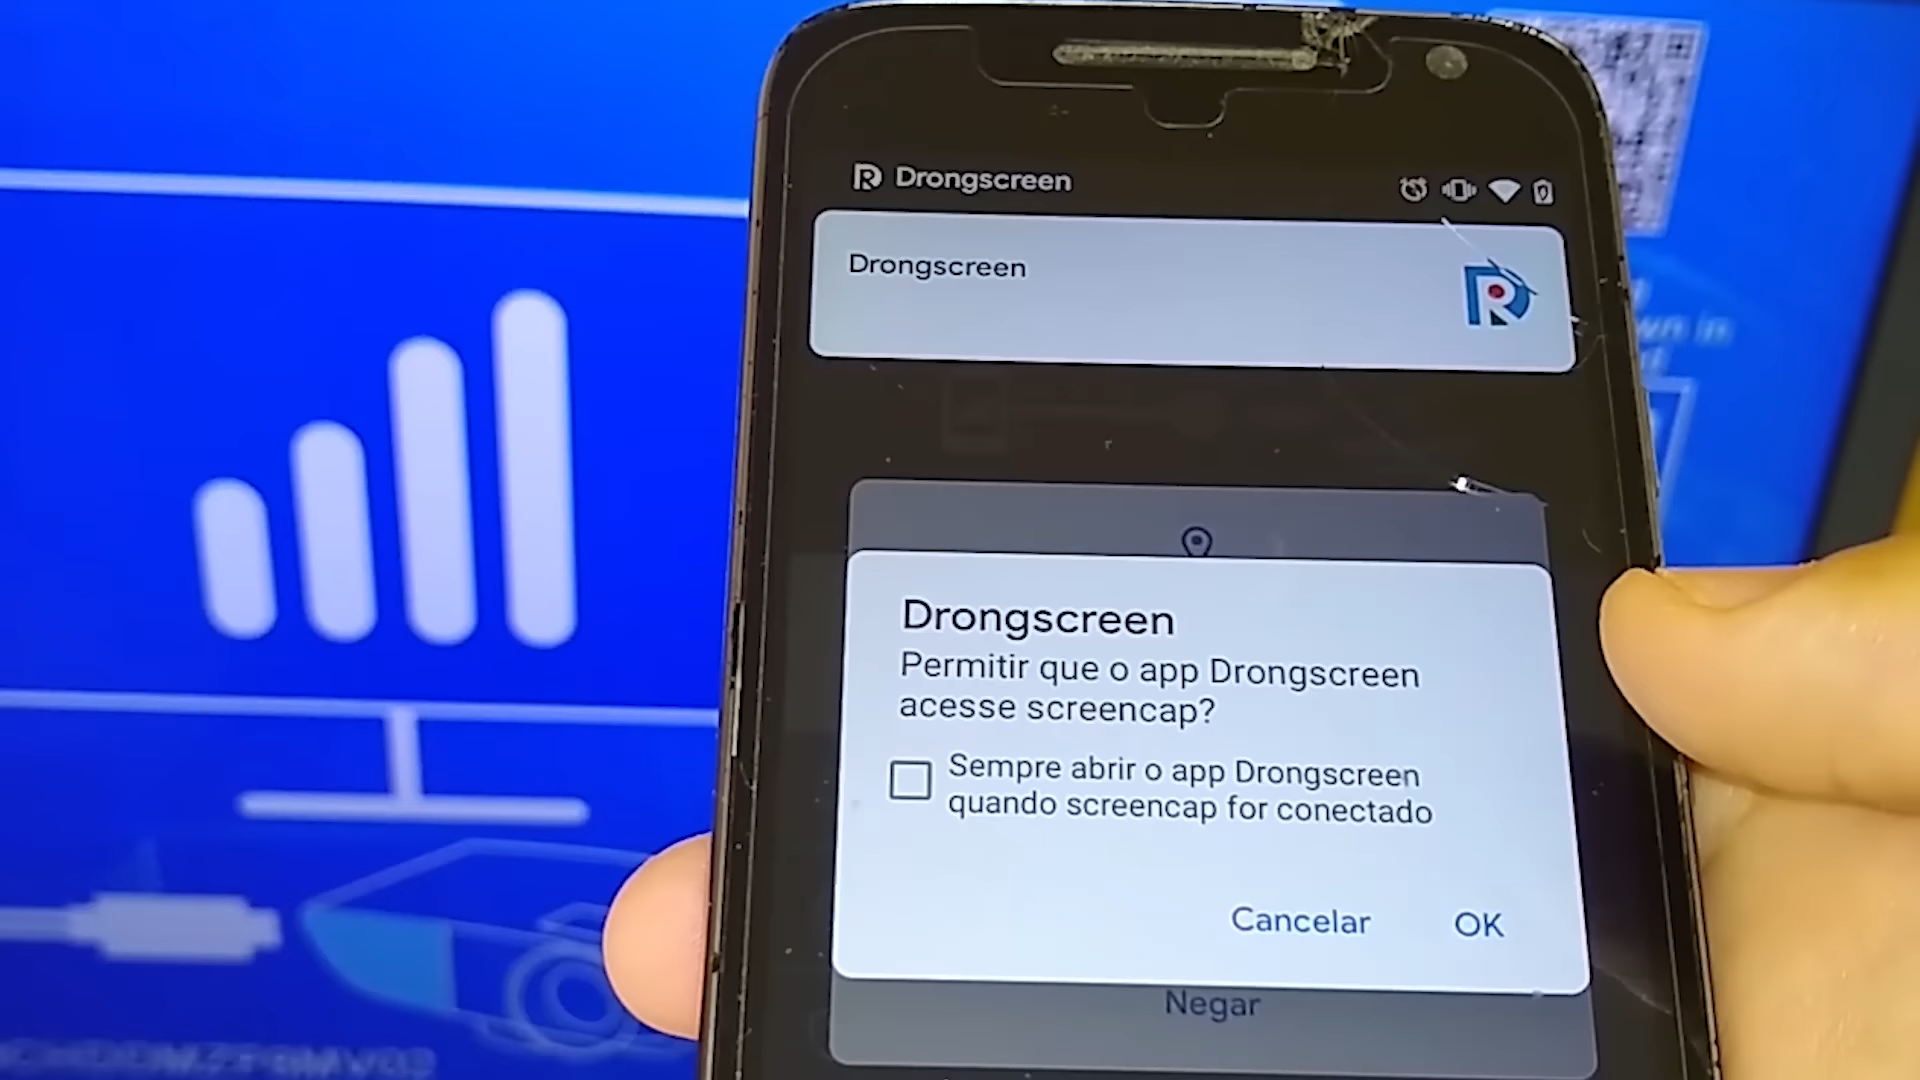 Drongscreen
Drongscreen
Drongscreen
Permitir que o app Drongscreen
acesse screencap?
Sempre abrir o app Drongscreen
quando screencap for conectado
Cancelar
OK
Negar